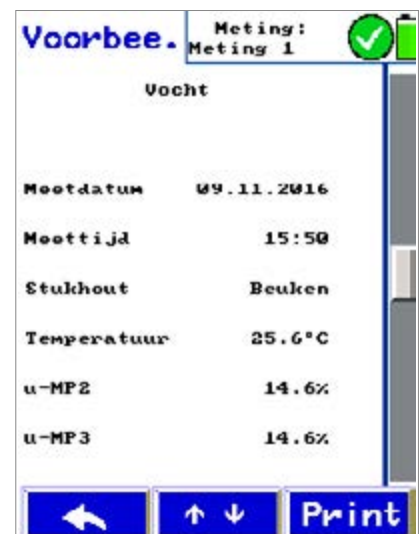 Voorbee.
Meting:
Meting 1
Vocht
Meetdatum 09.11.2016
Meettijd 15:50
Stukhout Beuken
Temperatuur 25.6°C
u-MP2 14.6%
u-MP3 14.6%
Print